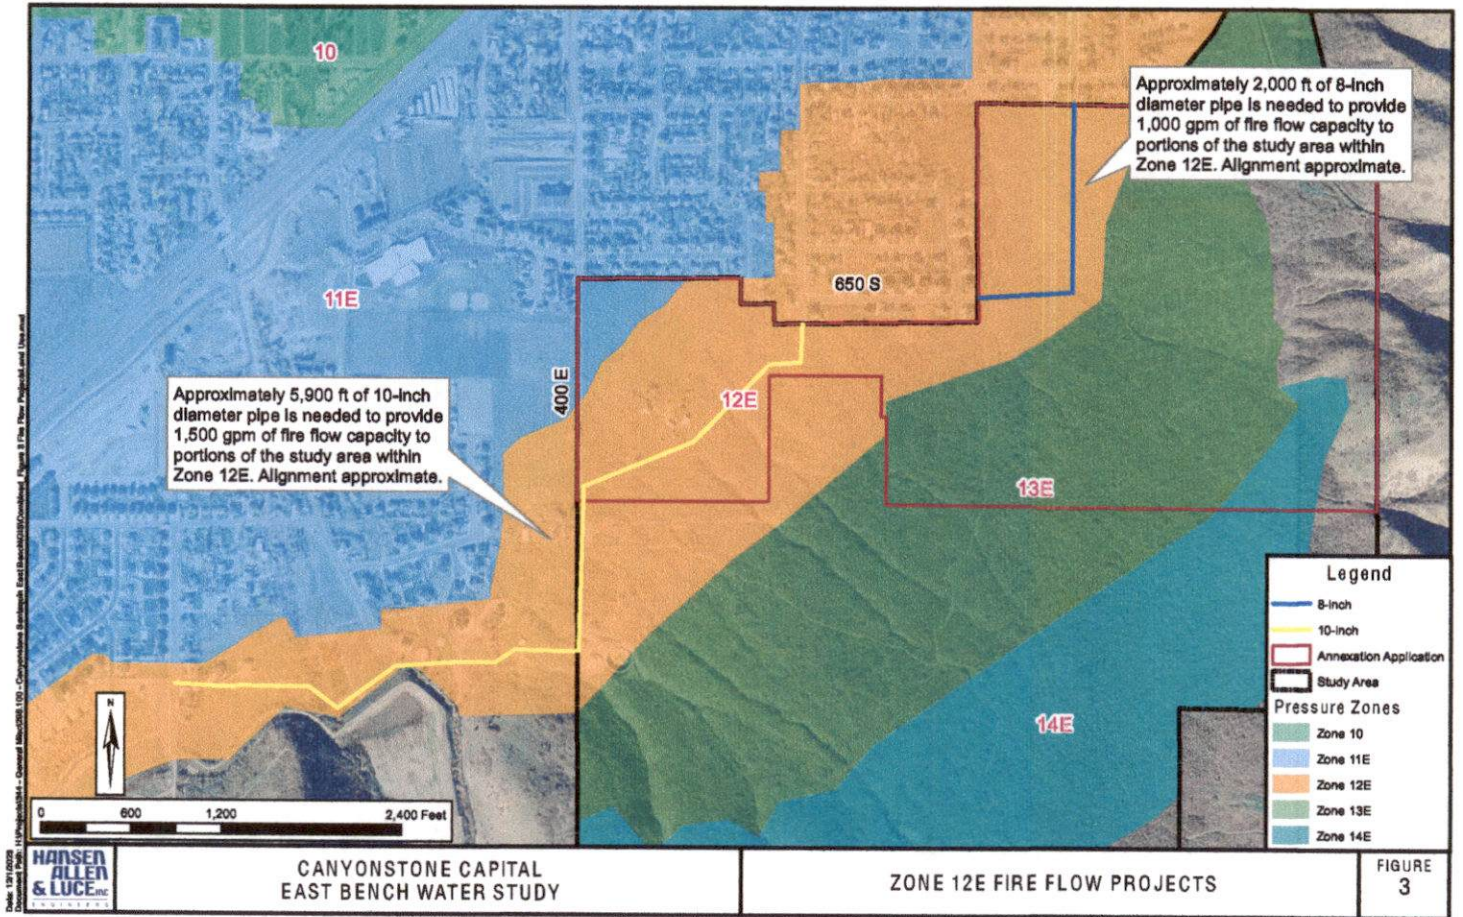 10
Approximately 2,000 ft of 8-inch
diameter pipe is needed to provide
1,000 gpm of fire flow capacity to
portions of the study area within
Zone 12E. Alignment approximate.
650 S
11E
Approximately 5,900 ft of 10-inch
diameter pipe is needed to provide
1,500 gpm of fire flow capacity to
portions of the study area within
Zone 12E. Alignment approximate.
400 E
12E
13E
14E
N
0 600 1,200 2,400 Feet
Legend
8-inch
10-inch
Annexation Application
Study Area
Pressure Zones
Zone 10
Zone 11E
Zone 12E
Zone 13E
Zone 14E
HANSEN
ALLEN
& LUCE INC
ENGINEERS
CANYONSTONE CAPITAL
EAST BENCH WATER STUDY
ZONE 12E FIRE FLOW PROJECTS
FIGURE
3